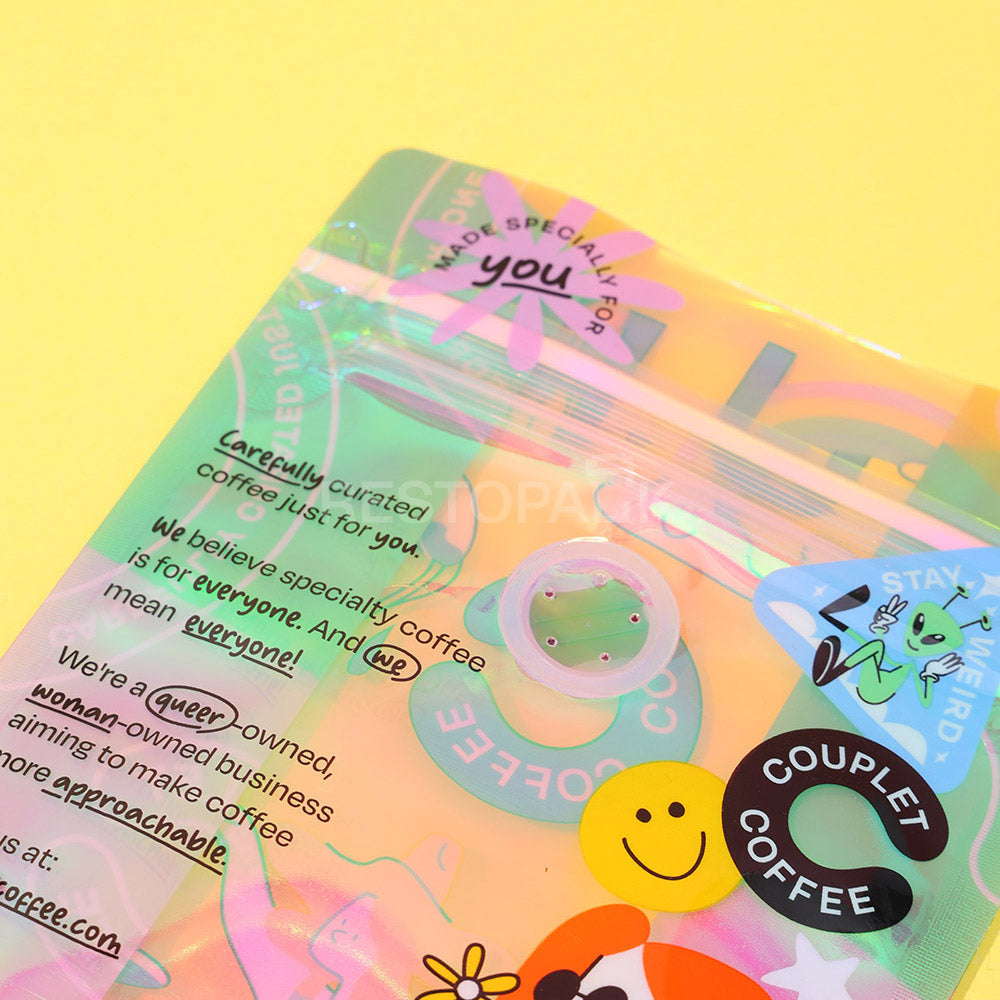 MADE SPECIALLY FOR
you
Carefully curated
coffee just for you.
We believe specialty coffee
is for everyone. And we
mean everyone!
We're a queer-owned,
woman-owned business
aiming to make coffee
more approachable.
us at:
coffee.com
BESTOPACK
STAY
WEIRD
COUPLET
COFFEE
COFFEE
CO